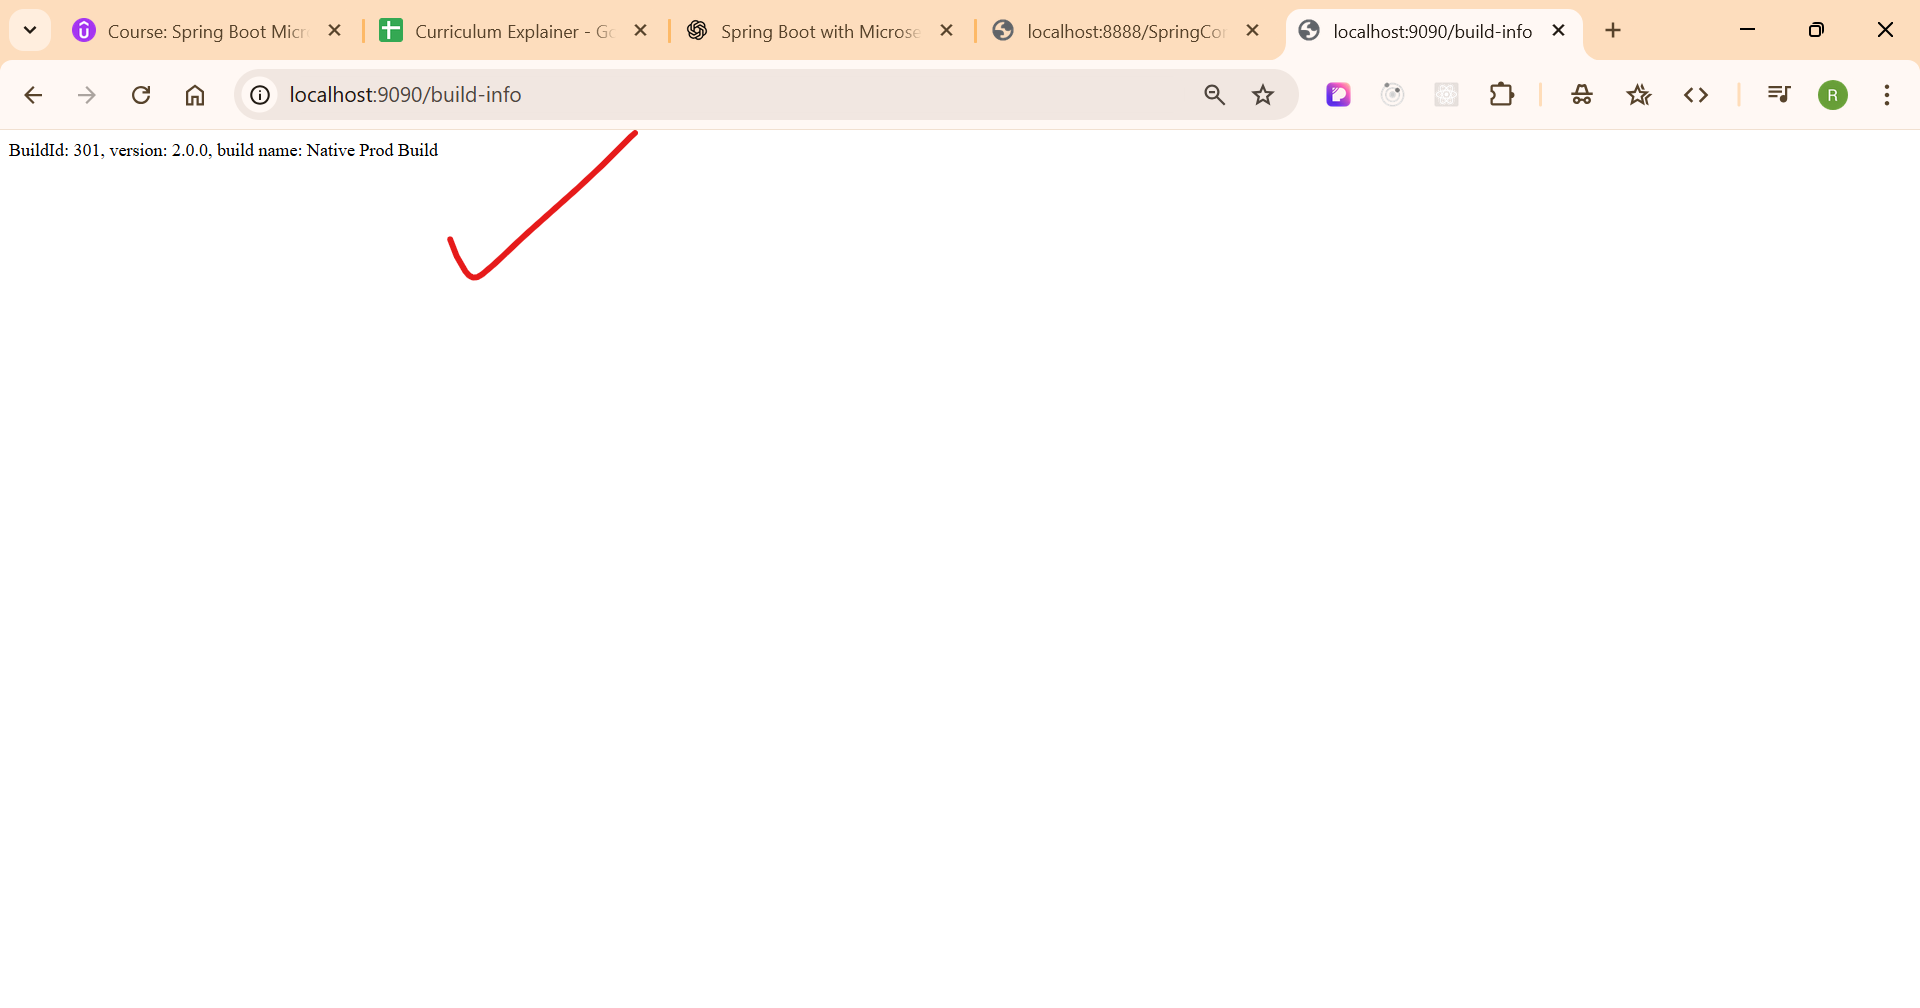 Course: Spring Boot Micr
Curriculum Explainer - Go
Spring Boot with Microse
localhost:8888/SpringCor
localhost:9090/build-info
localhost:9090/build-info
R
BuildId: 301, version: 2.0.0, build name: Native Prod Build